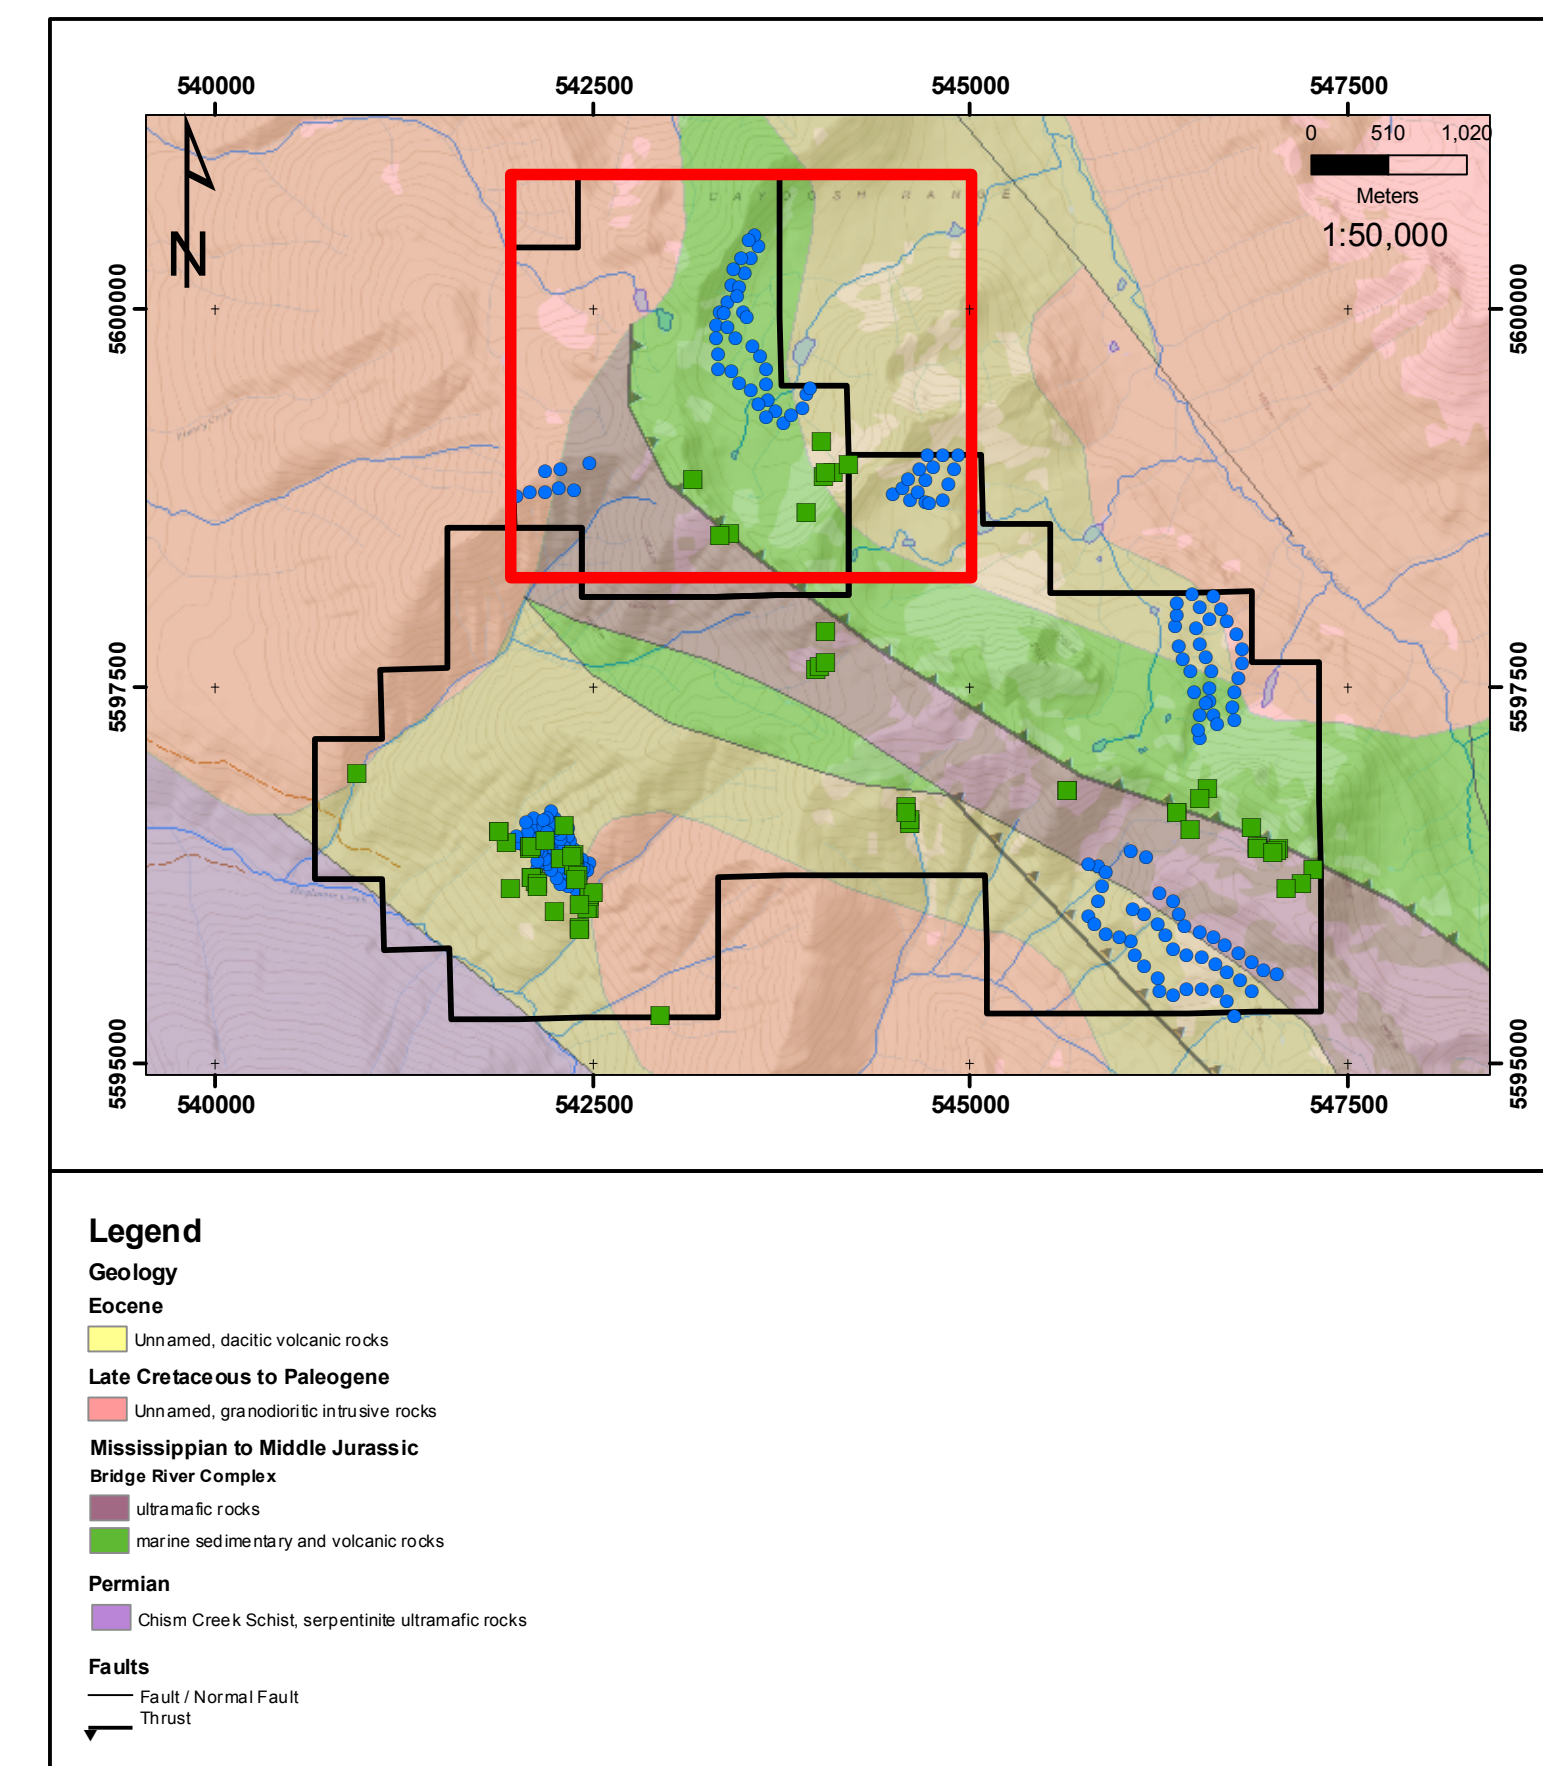 540000 542500 545000 547500
0 510 1,020
Meters
1:50,000
N
CAYOOSH RANGE
5600000 5600000
5597500 5597500
5595000 5595000
540000 542500 545000 547500
Legend
Geology
Eocene
Unnamed, dacitic volcanic rocks
Late Cretaceous to Paleogene
Unnamed, granodioritic intrusive rocks
Mississippian to Middle Jurassic
Bridge River Complex
ultramafic rocks
marine sedimentary and volcanic rocks
Permian
Chism Creek Schist, serpentinite ultramafic rocks
Faults
Fault / Normal Fault
Thrust